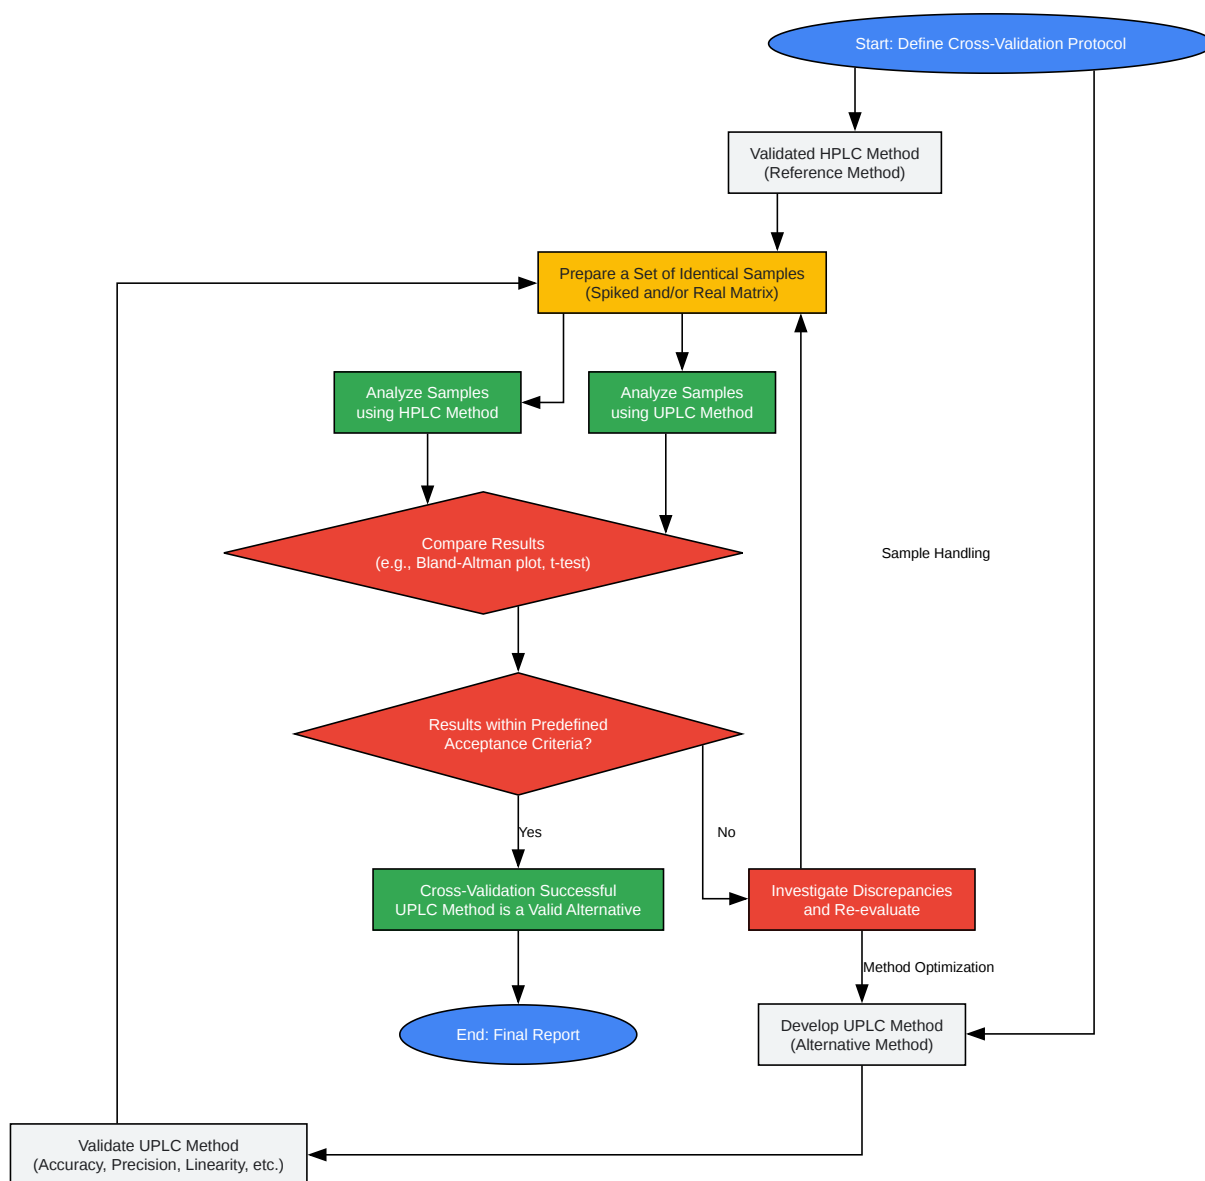 Start: Define Cross-Validation Protocol
Validated HPLC Method
(Reference Method)
Prepare a Set of Identical Samples
(Spiked and/or Real Matrix)
Analyze Samples
using HPLC Method
Analyze Samples
using UPLC Method
Compare Results
(e.g., Bland-Altman plot, t-test)
Sample Handling
Results within Predefined
Acceptance Criteria?
Yes
No
Cross-Validation Successful
UPLC Method is a Valid Alternative
Investigate Discrepancies
and Re-evaluate
Method Optimization
End: Final Report
Develop UPLC Method
(Alternative Method)
Validate UPLC Method
(Accuracy, Precision, Linearity, etc.)